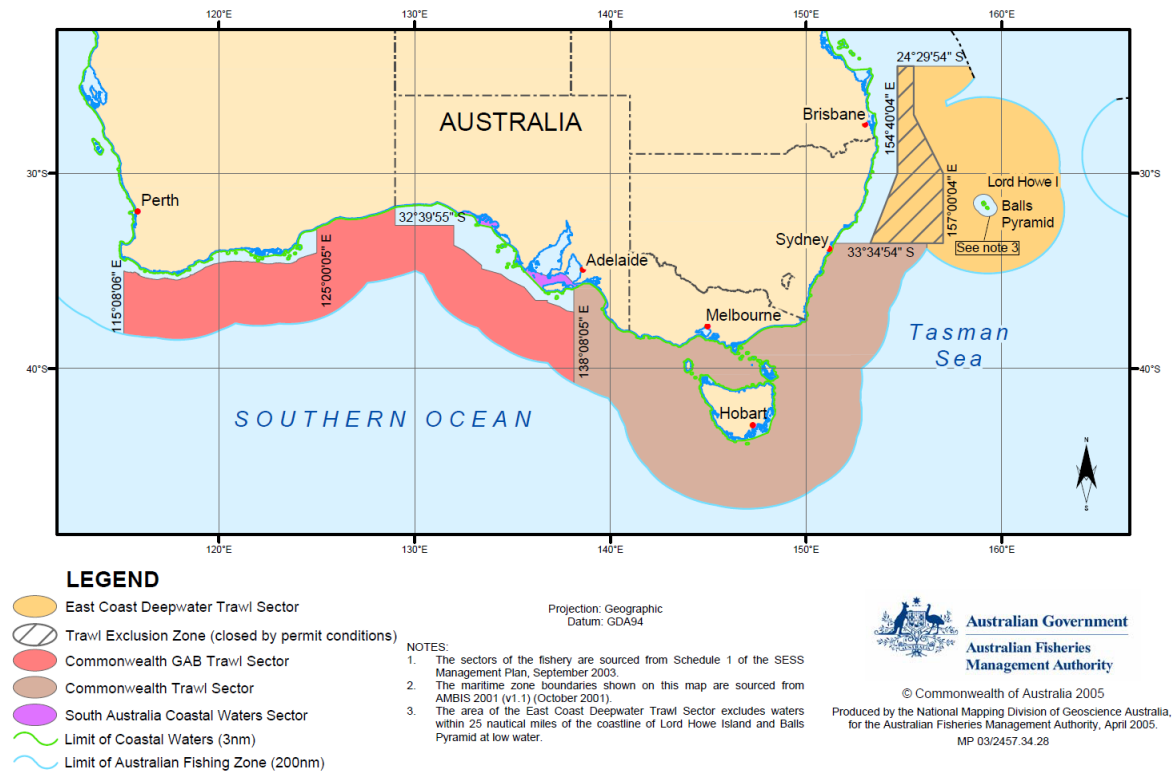 120°E
130°E
140°E
150°E
160°E
24°29'54" S
154°40'04" E
Brisbane
AUSTRALIA
30°S
30°S
Lord Howe I
157°00'04" E
Perth
32°39'55" S
Balls
Pyramid
Sydney
See note 3
33°34'54" S
Adelaide
115°08'06" E
125°00'05" E
138°08'05" E
Melbourne
Tasman
Sea
40°S
40°S
Hobart
SOUTHERN OCEAN
N
S
120°E
130°E
140°E
150°E
160°E
LEGEND
East Coast Deepwater Trawl Sector
Trawl Exclusion Zone (closed by permit conditions)
Commonwealth GAB Trawl Sector
Commonwealth Trawl Sector
South Australia Coastal Waters Sector
Limit of Coastal Waters (3nm)
Limit of Australian Fishing Zone (200nm)
Projection: Geographic
Datum: GDA94
NOTES:
1. The sectors of the fishery are sourced from Schedule 1 of the SESS
Management Plan, September 2003.
2. The maritime zone boundaries shown on this map are sourced from
AMBIS 2001 (v1.1) (October 2001).
3. The area of the East Coast Deepwater Trawl Sector excludes waters
within 25 nautical miles of the coastline of Lord Howe Island and Balls
Pyramid at low water.
Australian Government
Australian Fisheries
Management Authority
© Commonwealth of Australia 2005
Produced by the National Mapping Division of Geoscience Australia,
for the Australian Fisheries Management Authority, April 2005.
MP 03/2457.34.28